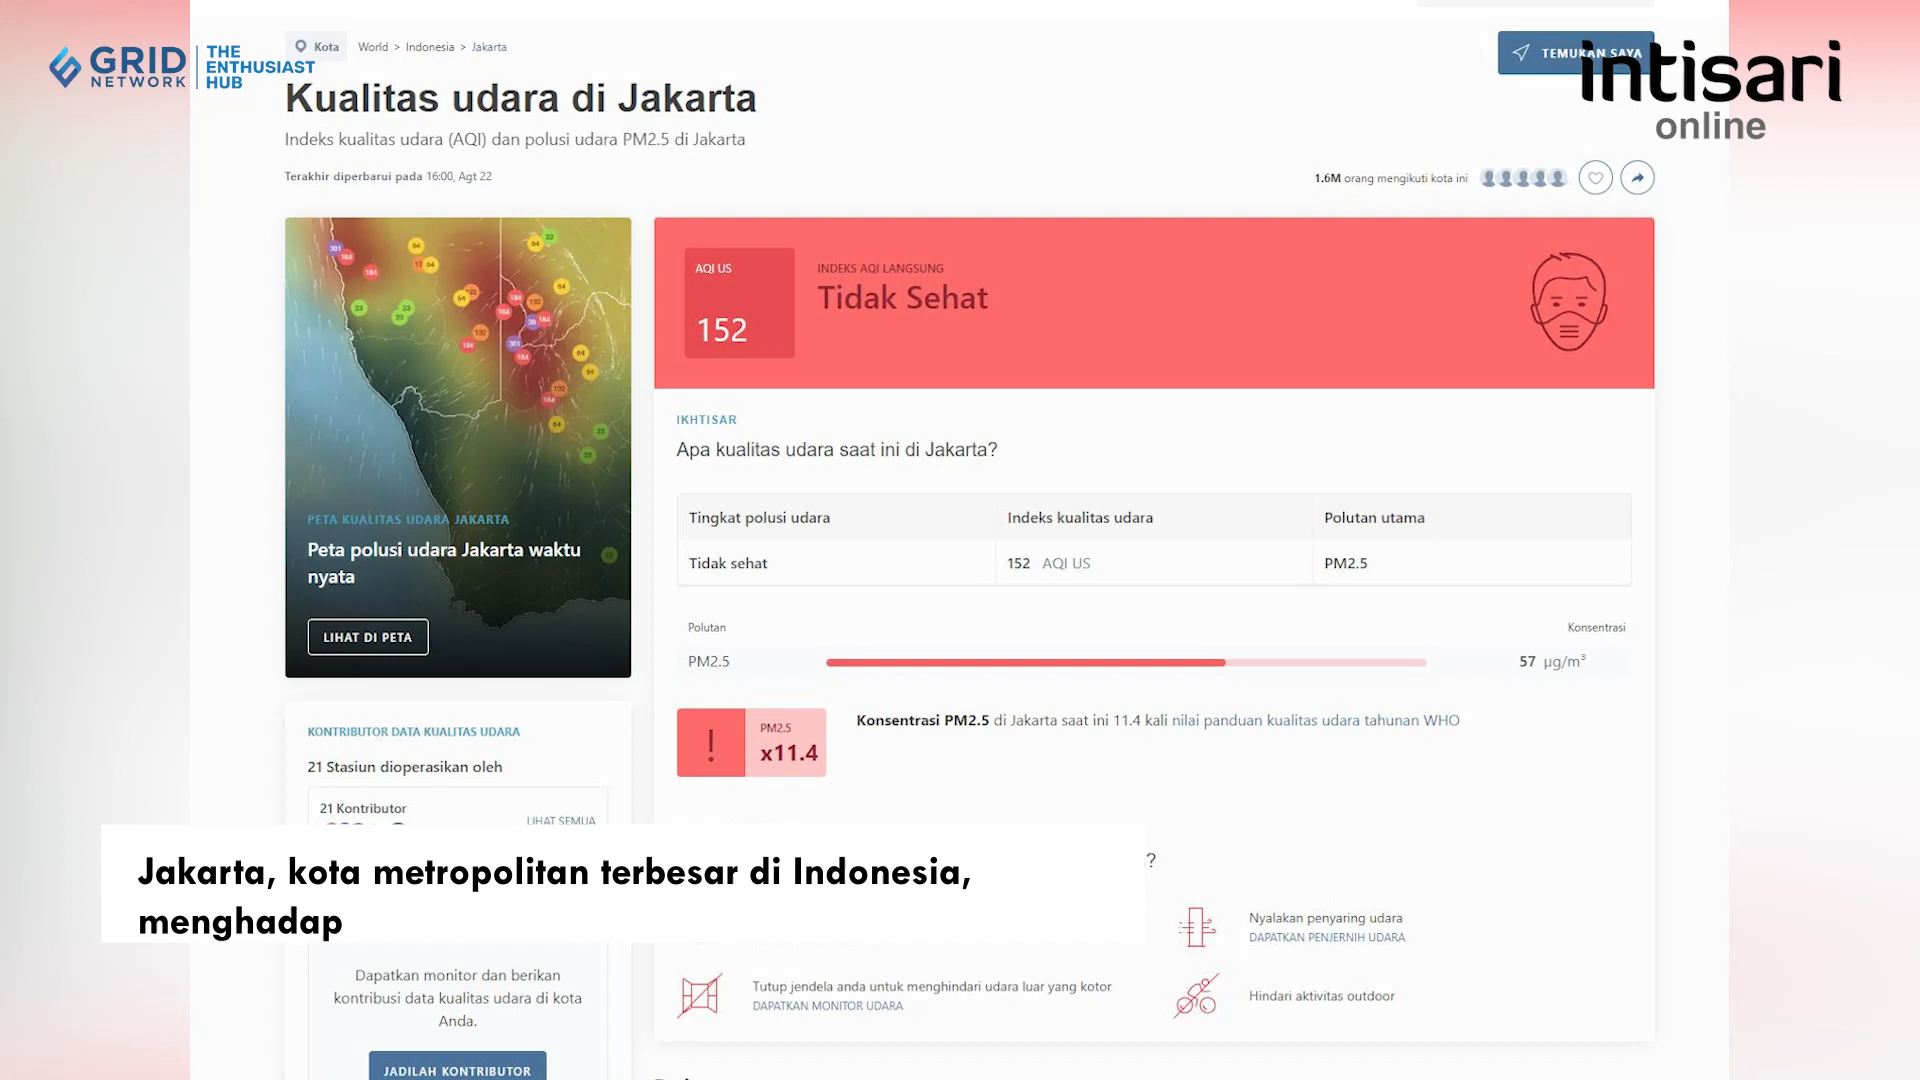 GRID
NETWORK
THE
ENTHUSIAST
HUB
Kota
World > Indonesia > Jakarta
TEMUKAN SAYA
intisari
online
Kualitas udara di Jakarta
Indeks kualitas udara (AQI) dan polusi udara PM2.5 di Jakarta
Terakhir diperbarui pada 16:00, Agt 22
1.6M orang mengikuti kota ini
PETA KUALITAS UDARA JAKARTA
Peta polusi udara Jakarta waktu
nyata
LIHAT DI PETA
AQI US
152
INDEKS AQI LANGSUNG
Tidak Sehat
IKHTISAR
Apa kualitas udara saat ini di Jakarta?
Tingkat polusi udara Indeks kualitas udara Polutan utama
Tidak sehat 152 AQI US PM2.5
Polutan Konsentrasi
PM2.5 57 µg/m³
!
PM2.5
x11.4
Konsentrasi PM2.5 di Jakarta saat ini 11.4 kali nilai panduan kualitas udara tahunan WHO
KONTRIBUTOR DATA KUALITAS UDARA
21 Stasiun dioperasikan oleh
21 Kontributor
LIHAT SEMUA
?
Jakarta, kota metropolitan terbesar di Indonesia,
menghadap
Nyalakan penyaring udara
DAPATKAN PENJERNIH UDARA
Tutup jendela anda untuk menghindari udara luar yang kotor
DAPATKAN MONITOR UDARA
Hindari aktivitas outdoor
Dapatkan monitor dan berikan
kontribusi data kualitas udara di kota
Anda.
JADILAH KONTRIBUTOR